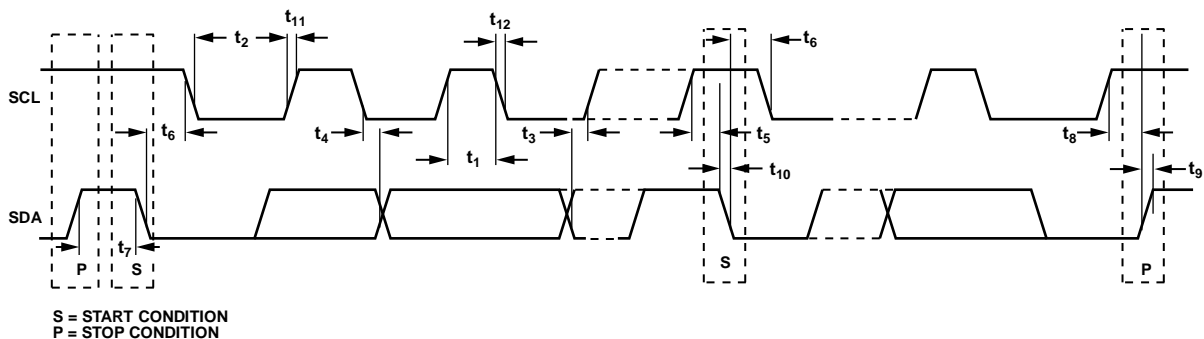 t11
t12
t2
t6
SCL
t6
t4
t3
t5
t8
t1
t10
t9
SDA
t7
P
S
S
P
S = START CONDITION
P = STOP CONDITION